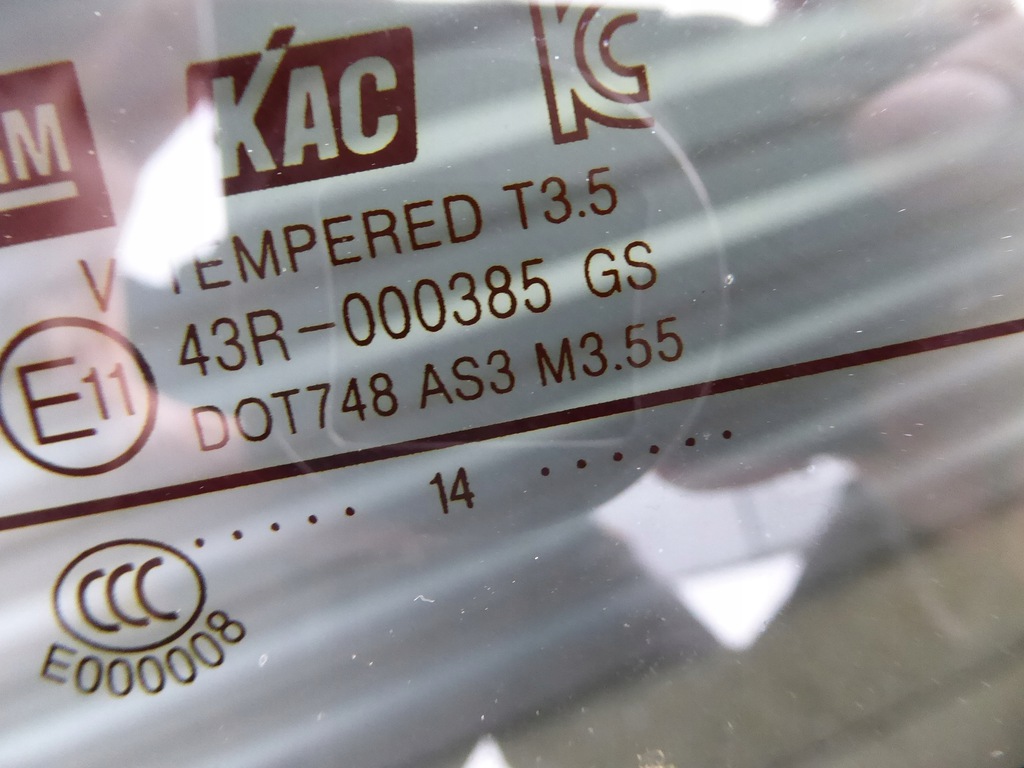 KAC
V TEMPERED T3.5
43R-000385 GS
E11
DOT748 AS3 M3.55
..... 14 ......
CCC
E000008